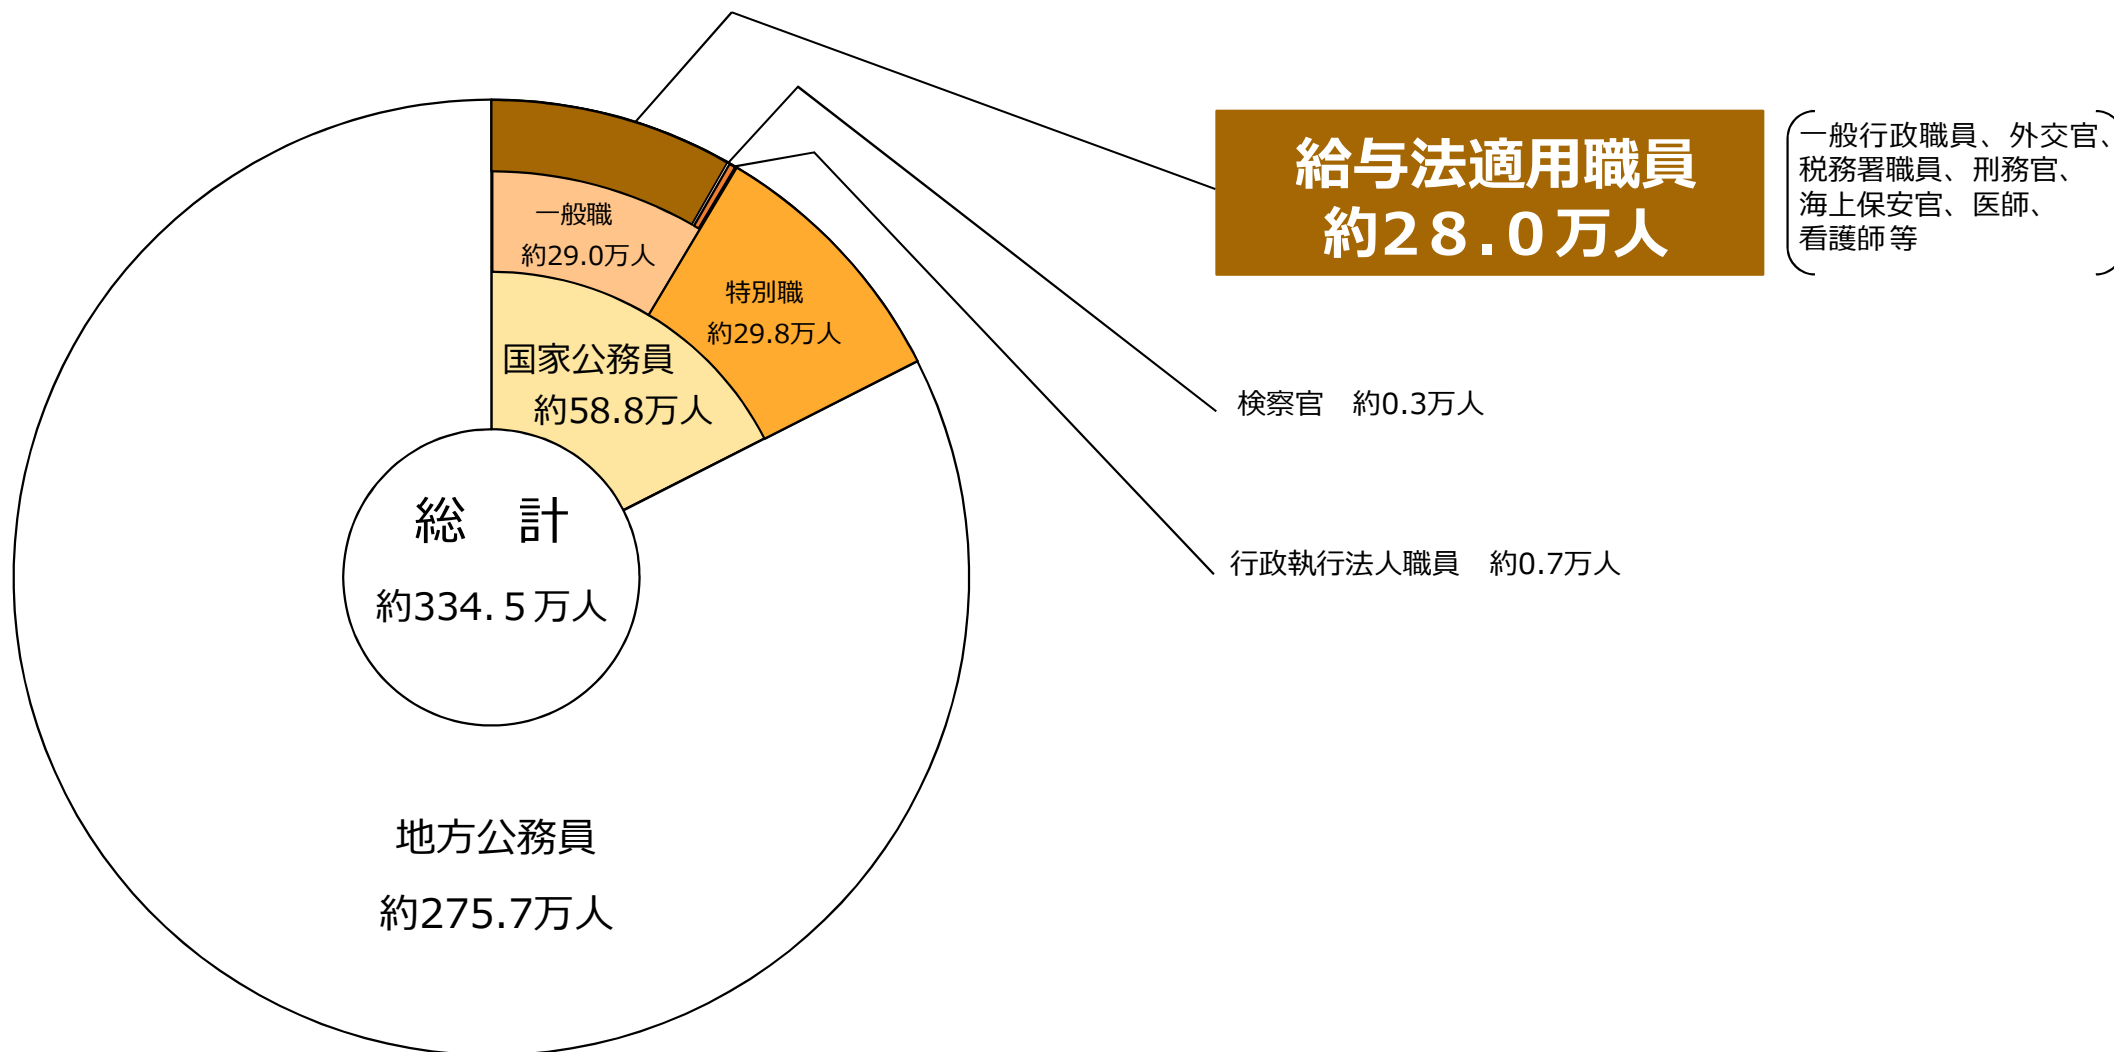 給与法適用職員
約２８.０万人
一般行政職員、外交官、
税務署職員、刑務官、
海上保安官、医師、
看護師等
一般職
約29.0万人
特別職
約29.8万人
国家公務員
約58.8万人
検察官　約0.3万人
総　計
約334.５万人
行政執行法人職員　約0.7万人
地方公務員
約275.7万人